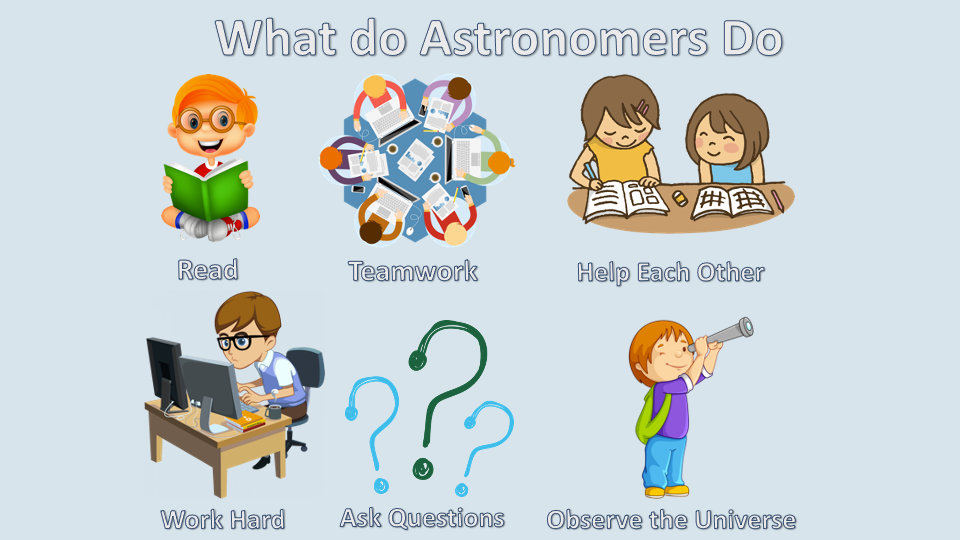 What do Astronomers Do
Read
Teamwork
Help Each Other
Work Hard
Ask Questions
Observe the Universe